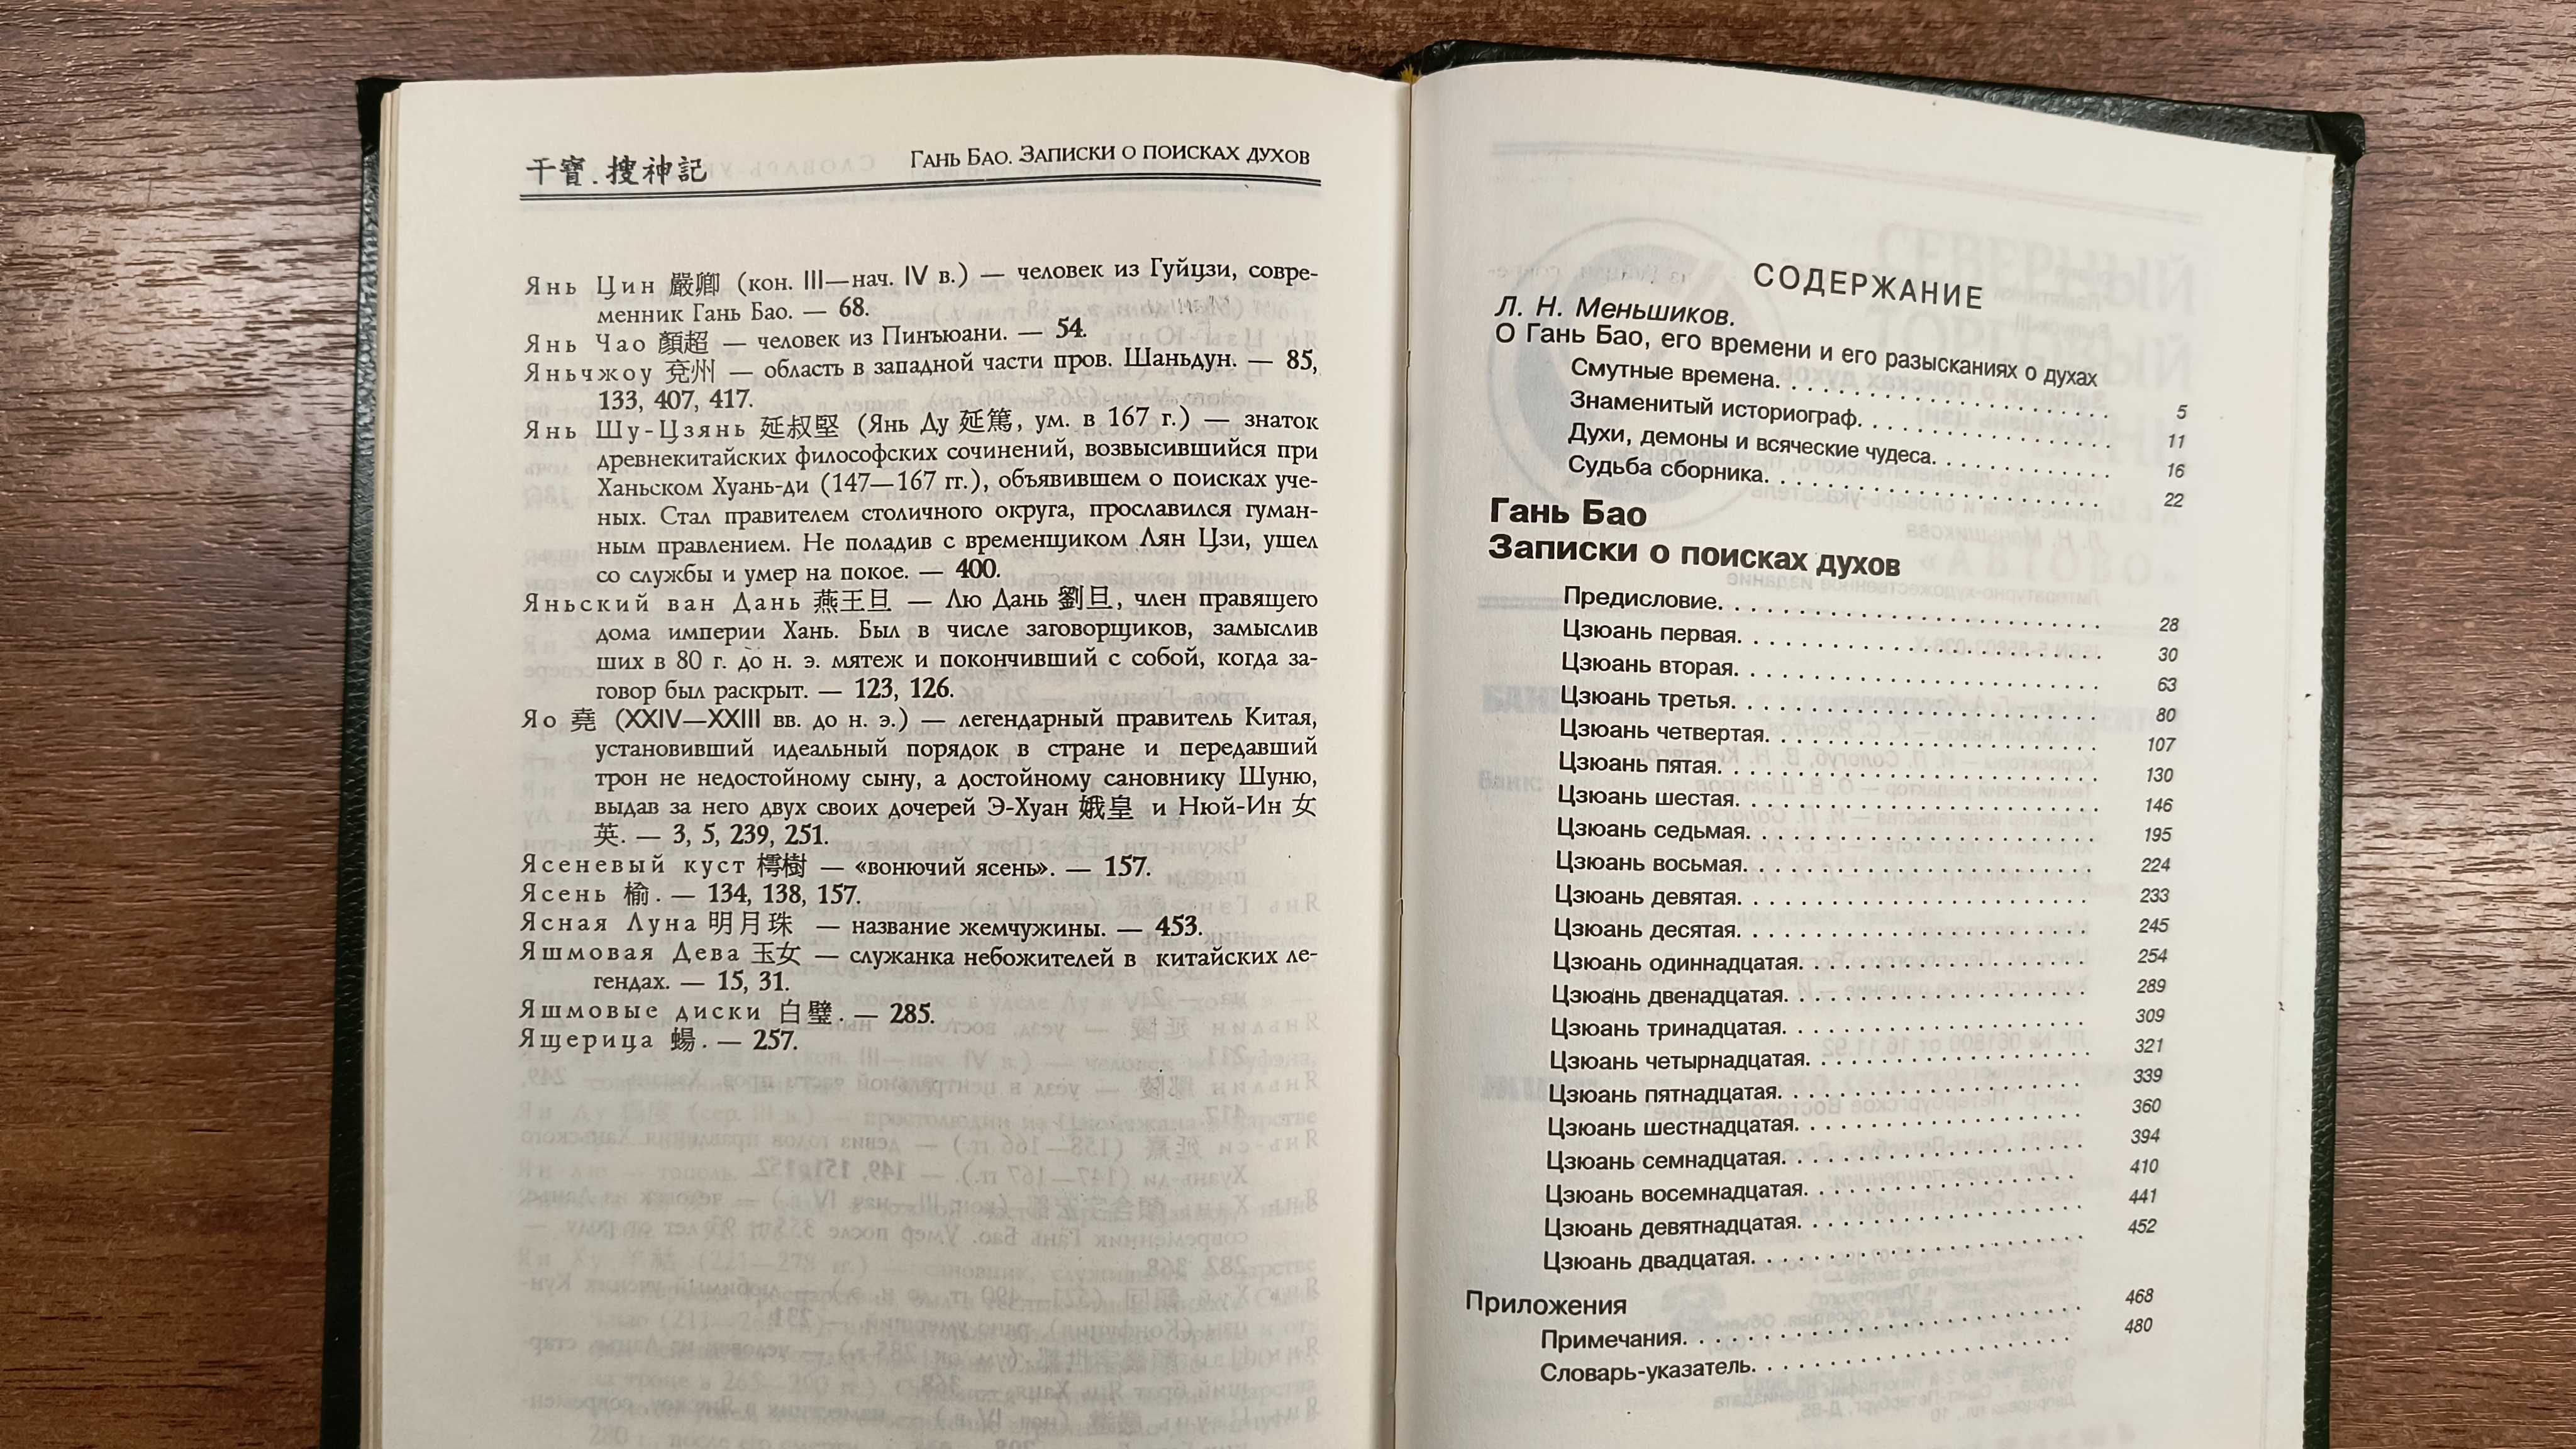 干寶.搜神記 Гань Бао. Записки о поисках духов
Янь Цин 嚴卿 (кон. III—нач. IV в.) — человек из Гуйцзи, совре-
менник Гань Бао. — 68.
Янь Чао 顏超 — человек из Пинъюани. — 54.
Яньчжоу 兗州 — область в западной части пров. Шаньдун. — 85,
133, 407, 417.
Янь Шу-Цзянь 延叔堅 (Янь Ду 延篤, ум. в 167 г.) — знаток
древнекитайских философских сочинений, возвысившийся при
Ханьском Хуань-ди (147—167 гг.), объявившем о поисках уче-
ных. Стал правителем столичного округа, прославился гуман-
ным правлением. Не поладив с временщиком Лян Цзи, ушел
со службы и умер на покое. — 400.
Яньский ван Дань 燕王旦 — Лю Дань 劉旦, член правящего
дома империи Хань. Был в числе заговорщиков, замыслив
ших в 80 г. до н. э. мятеж и покончивший с собой, когда за-
говор был раскрыт. — 123, 126.
Яо 堯 (XXIV—XXIII вв. до н. э.) — легендарный правитель Китая,
установивший идеальный порядок в стране и передавший
трон не недостойному сыну, а достойному сановнику Шуню,
выдав за него двух своих дочерей Э-Хуан 娥皇 и Нюй-Ин 女
英. — 3, 5, 239, 251.
Ясеневый куст 樗樹 — «вонючий ясень». — 157.
Ясень 榆. — 134, 138, 157.
Ясная Луна 明月珠 — название жемчужины. — 453.
Яшмовая Дева 玉女 — служанка небожителей в китайских ле-
гендах. — 15, 31.
Яшмовые диски 白璧. — 285.
Ящерица 蜴. — 257.
СОДЕРЖАНИЕ
Л. Н. Меньшиков.
О Гань Бао, его времени и его разысканиях о духах
Смутные времена. . . . . . . . . . . . . . . . . . . . . . . . 5
Знаменитый историограф. . . . . . . . . . . . . . . . . . . 11
Духи, демоны и всяческие чудеса. . . . . . . . . . . . . . 16
Судьба сборника. . . . . . . . . . . . . . . . . . . . . . . . 22
Гань Бао
Записки о поисках духов
Предисловие. . . . . . . . . . . . . . . . . . . . . . . . . . 28
Цзюань первая. . . . . . . . . . . . . . . . . . . . . . . . . 30
Цзюань вторая. . . . . . . . . . . . . . . . . . . . . . . . . 63
Цзюань третья. . . . . . . . . . . . . . . . . . . . . . . . . 80
Цзюань четвертая. . . . . . . . . . . . . . . . . . . . . . . 107
Цзюань пятая. . . . . . . . . . . . . . . . . . . . . . . . . 130
Цзюань шестая. . . . . . . . . . . . . . . . . . . . . . . . 146
Цзюань седьмая. . . . . . . . . . . . . . . . . . . . . . . . 195
Цзюань восьмая. . . . . . . . . . . . . . . . . . . . . . . . 224
Цзюань девятая. . . . . . . . . . . . . . . . . . . . . . . . 233
Цзюань десятая. . . . . . . . . . . . . . . . . . . . . . . . 245
Цзюань одиннадцатая. . . . . . . . . . . . . . . . . . . . 254
Цзюань двенадцатая. . . . . . . . . . . . . . . . . . . . . 289
Цзюань тринадцатая. . . . . . . . . . . . . . . . . . . . . 309
Цзюань четырнадцатая. . . . . . . . . . . . . . . . . . . . 321
Цзюань пятнадцатая. . . . . . . . . . . . . . . . . . . . . 339
Цзюань шестнадцатая. . . . . . . . . . . . . . . . . . . . 360
Цзюань семнадцатая. . . . . . . . . . . . . . . . . . . . . 394
Цзюань восемнадцатая. . . . . . . . . . . . . . . . . . . . 410
Цзюань девятнадцатая. . . . . . . . . . . . . . . . . . . . 441
Цзюань двадцатая. . . . . . . . . . . . . . . . . . . . . . 452
Приложения
Примечания. . . . . . . . . . . . . . . . . . . . . . . . . . 468
Словарь-указатель. . . . . . . . . . . . . . . . . . . . . . 480